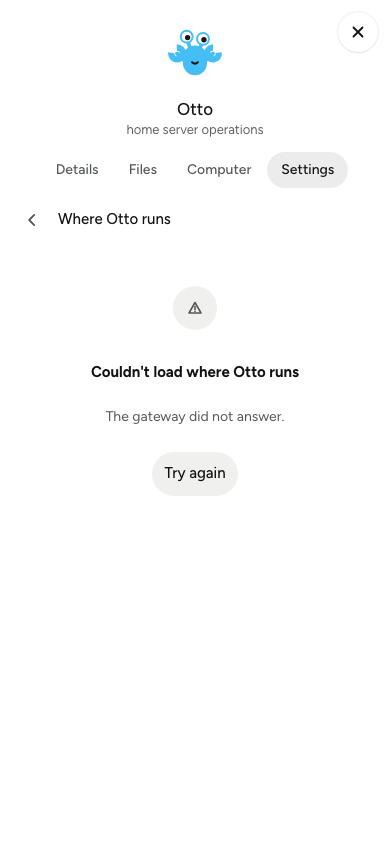 Otto
home server operations
Details Files Computer Settings
Where Otto runs
Couldn't load where Otto runs
The gateway did not answer.
Try again